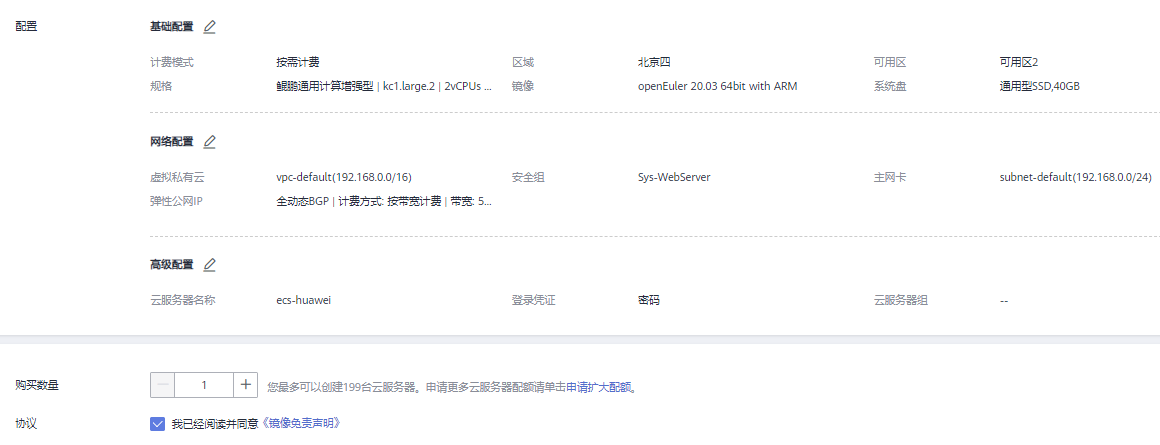 配置 基础配置
计费模式 按需计费 区域 北京四 可用区 可用区2
规格 鲲鹏通用计算增强型 | kc1.large.2 | 2vCPUs ... 镜像 openEuler 20.03 64bit with ARM 系统盘 通用型SSD,40GB
网络配置
虚拟私有云 vpc-default(192.168.0.0/16) 安全组 Sys-WebServer 主网卡 subnet-default(192.168.0.0/24)
弹性公网IP 全动态BGP | 计费方式: 按带宽计费 | 带宽: 5...
高级配置
云服务器名称 ecs-huawei 登录凭证 密码 云服务器组 --
购买数量 1 您最多可以创建199台云服务器。申请更多云服务器配额请单击申请扩大配额。
协议 我已经阅读并同意《镜像免责声明》